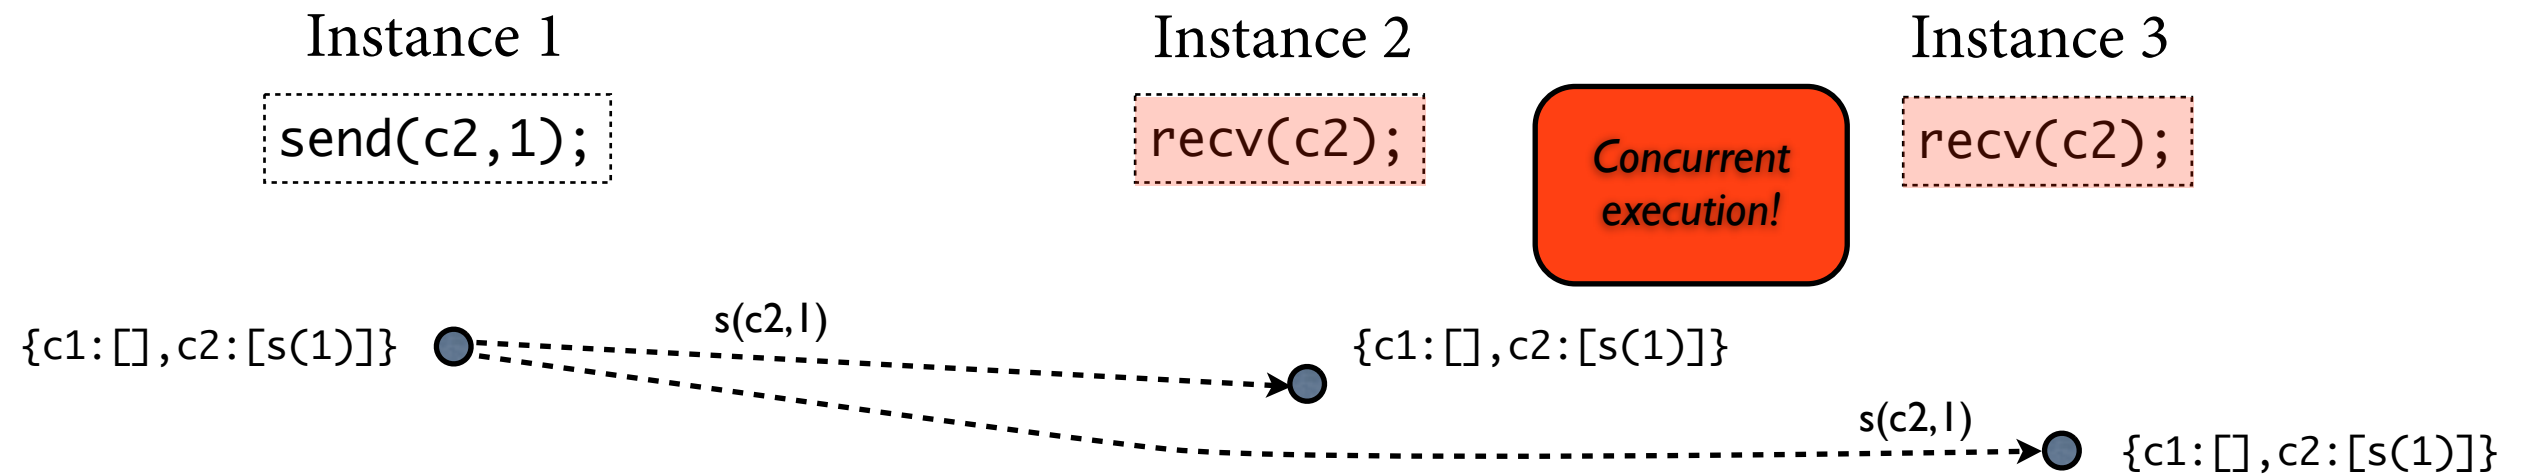 Instance 1
Instance 2
Instance 3
send(c2,1);
recv(c2);
Concurrent
execution!
recv(c2);
s(c2,1)
{c1:[],c2:[s(1)]}
{c1:[],c2:[s(1)]}
s(c2,1)
{c1:[],c2:[s(1)]}